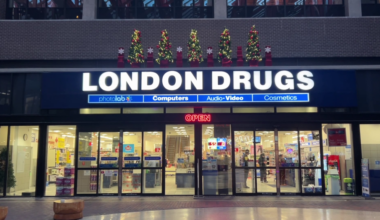 LONDON DRUGS
photolab Computers Audio-Video Cosmetics
OPEN